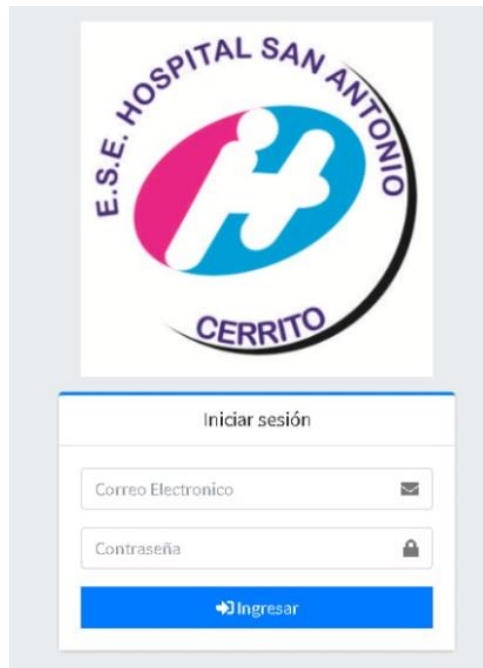 E.S.E. HOSPITAL SAN ANTONIO
CERRITO
Iniciar sesión
Correo Electronico
Contraseña
Ingresar